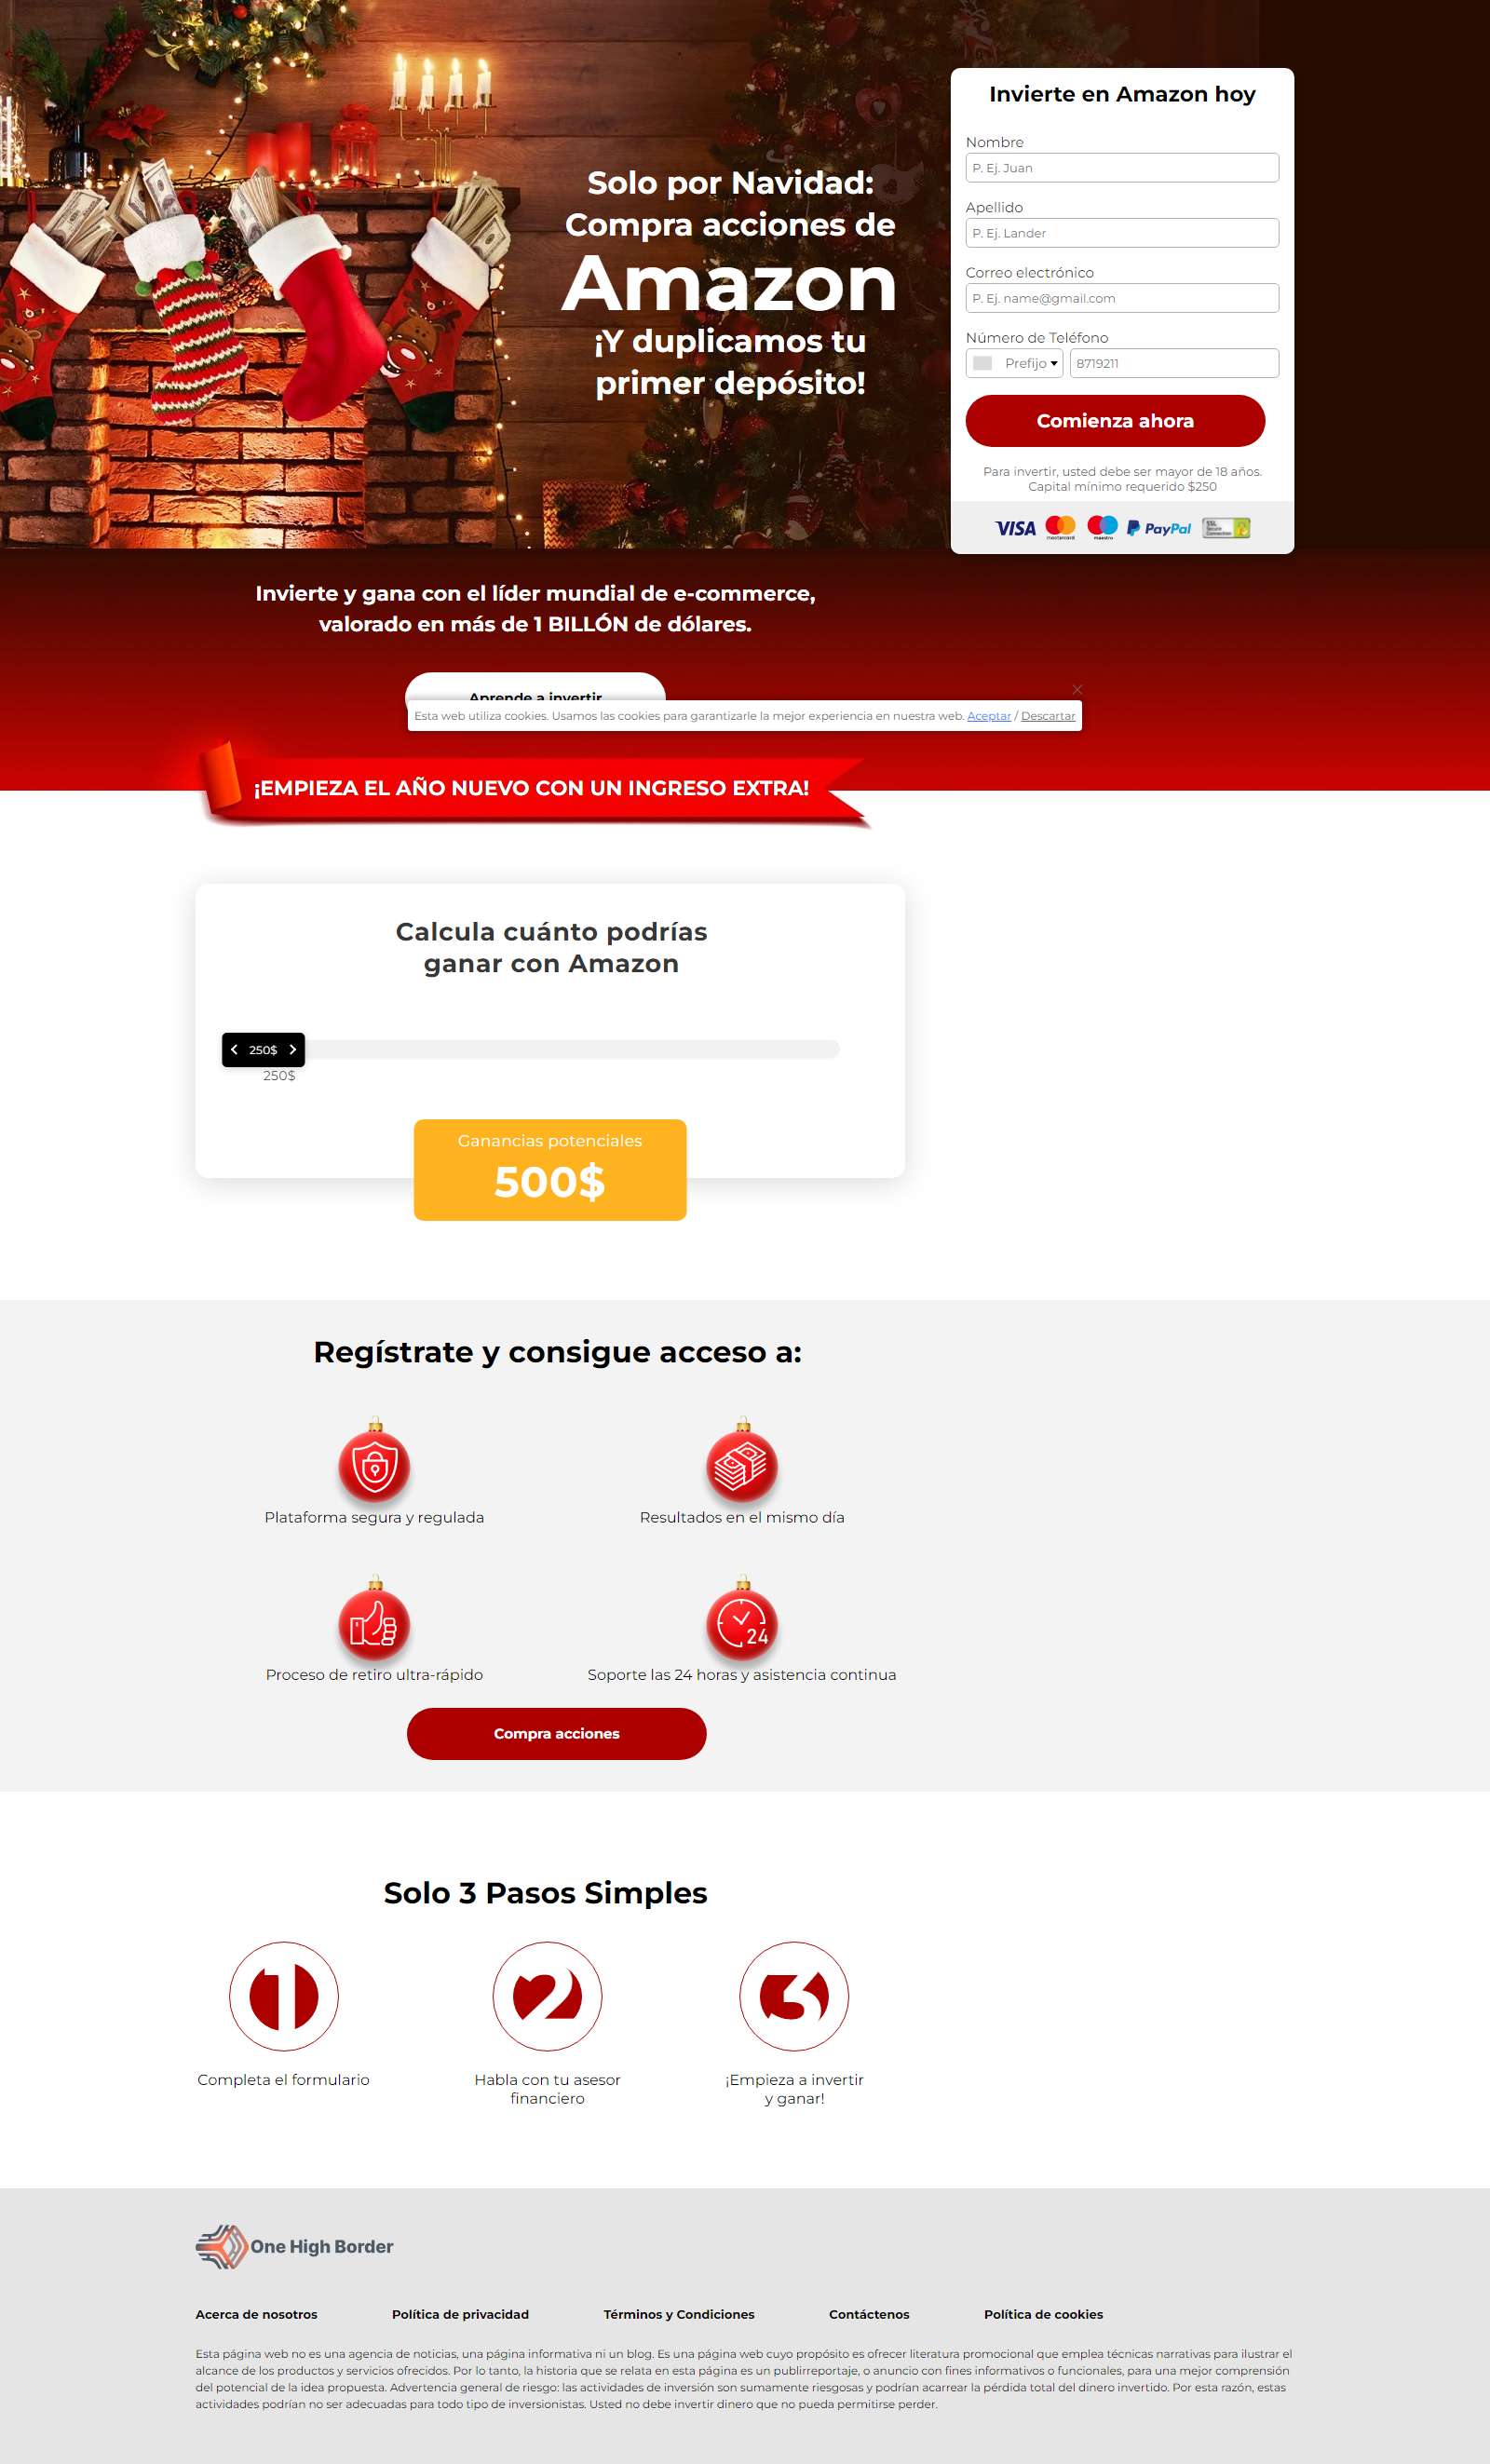 Solo por Navidad:
Compra acciones de
Amazon
¡Y duplicamos tu
primer depósito!
Invierte en Amazon hoy
Nombre
P. Ej. Juan
Apellido
P. Ej. Lander
Correo electrónico
P. Ej. name@gmail.com
Número de Teléfono
Prefijo 8719211
Comienza ahora
Para invertir, usted debe ser mayor de 18 años.
Capital mínimo requerido $250
VISA mastercard maestro PayPal SSL Secure Connection
Invierte y gana con el líder mundial de e-commerce,
valorado en más de 1 BILLÓN de dólares.
Aprende a invertir
Esta web utiliza cookies. Usamos las cookies para garantizarle la mejor experiencia en nuestra web. Aceptar / Descartar
¡EMPIEZA EL AÑO NUEVO CON UN INGRESO EXTRA!
Calcula cuánto podrías
ganar con Amazon
250$
250$
Ganancias potenciales
500$
Regístrate y consigue acceso a:
Plataforma segura y regulada
Resultados en el mismo día
24
Proceso de retiro ultra-rápido
Soporte las 24 horas y asistencia continua
Compra acciones
Solo 3 Pasos Simples
1 2 3
Completa el formulario
Habla con tu asesor
financiero
¡Empieza a invertir
y ganar!
One High Border
Acerca de nosotros Política de privacidad Términos y Condiciones Contáctenos Política de cookies
Esta página web no es una agencia de noticias, una página informativa ni un blog. Es una página web cuyo propósito es ofrecer literatura promocional que emplea técnicas narrativas para ilustrar el
alcance de los productos y servicios ofrecidos. Por lo tanto, la historia que se relata en esta página es un publirreportaje, o anuncio con fines informativos o funcionales, para una mejor comprensión
del potencial de la idea propuesta. Advertencia general de riesgo: las actividades de inversión son sumamente riesgosas y podrían acarrear la pérdida total del dinero invertido. Por esta razón, estas
actividades podrían no ser adecuadas para todo tipo de inversionistas. Usted no debe invertir dinero que no pueda permitirse perder.